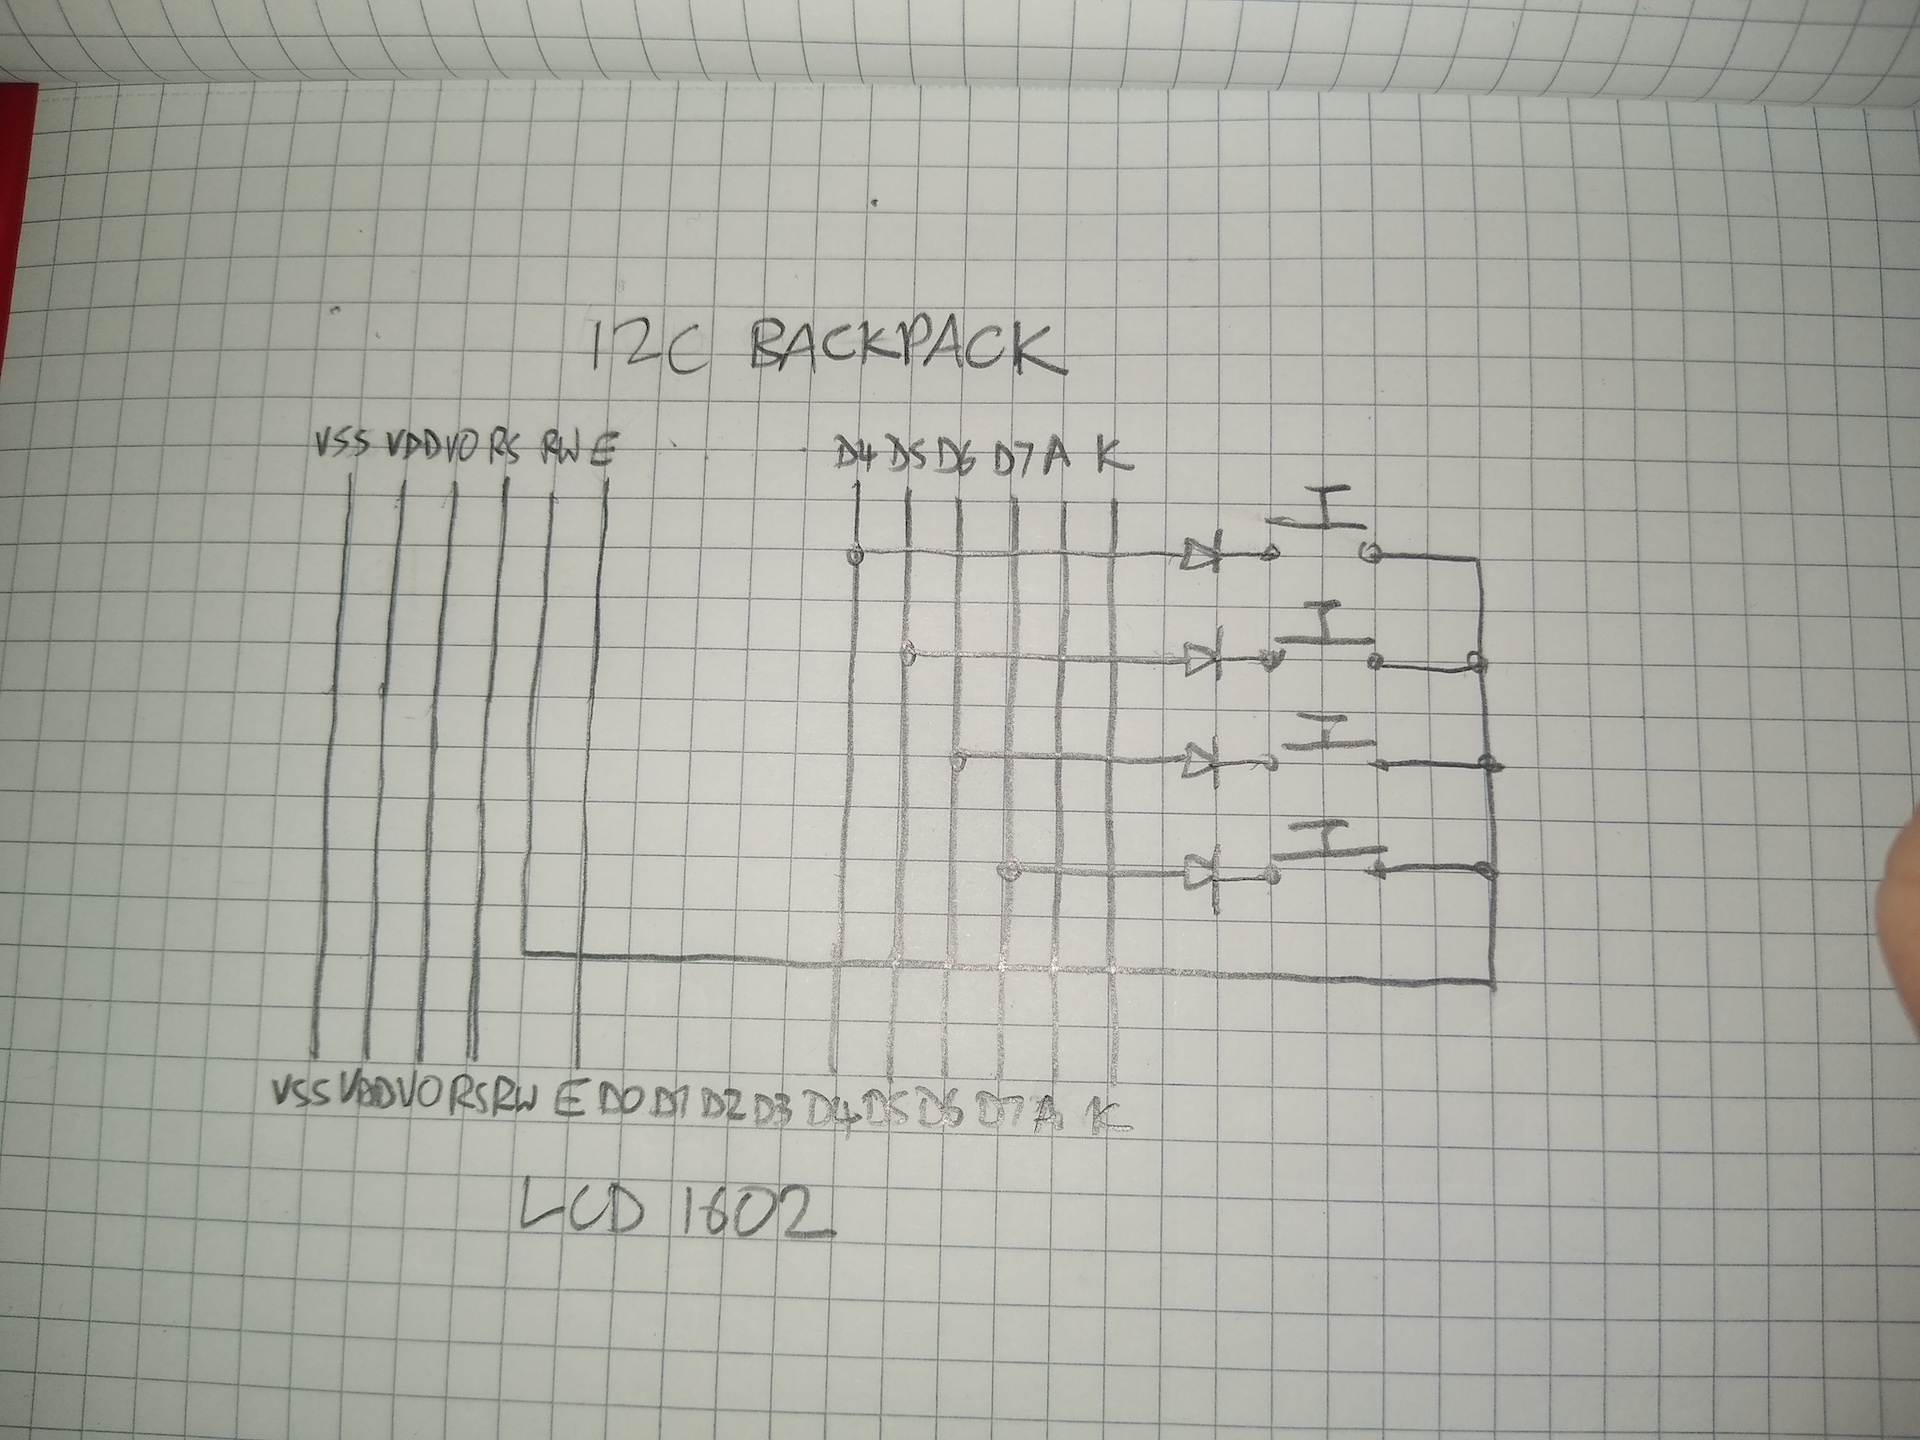 I2C BACKPACK
VSS VDD VO RS RW E D4 D5 D6 D7 A K
VSS VDD VO RS RW E D0 D1 D2 D3 D4 D5 D6 D7 A K
LCD 1602